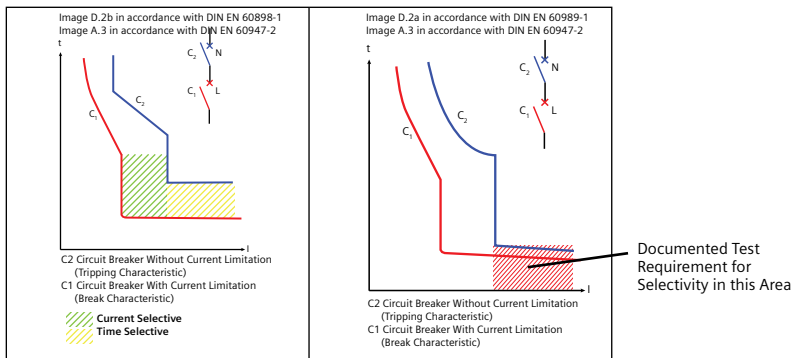 Image D.2b in accordance with DIN EN 60898-1
Image A.3 in accordance with DIN EN 60947-2
t
C2
N
C1
L
C2
C1
I
C2 Circuit Breaker Without Current Limitation
(Tripping Characteristic)
C1 Circuit Breaker With Current Limitation
(Break Characteristic)
Current Selective
Time Selective
Image D.2a in accordance with DIN EN 60989-1
Image A.3 in accordance with DIN EN 60947-2
t
C2
N
C1
L
C2
C1
I
C2 Circuit Breaker Without Current Limitation
(Tripping Characteristic)
C1 Circuit Breaker With Current Limitation
(Break Characteristic)
Documented Test
Requirement for
Selectivity in this Area